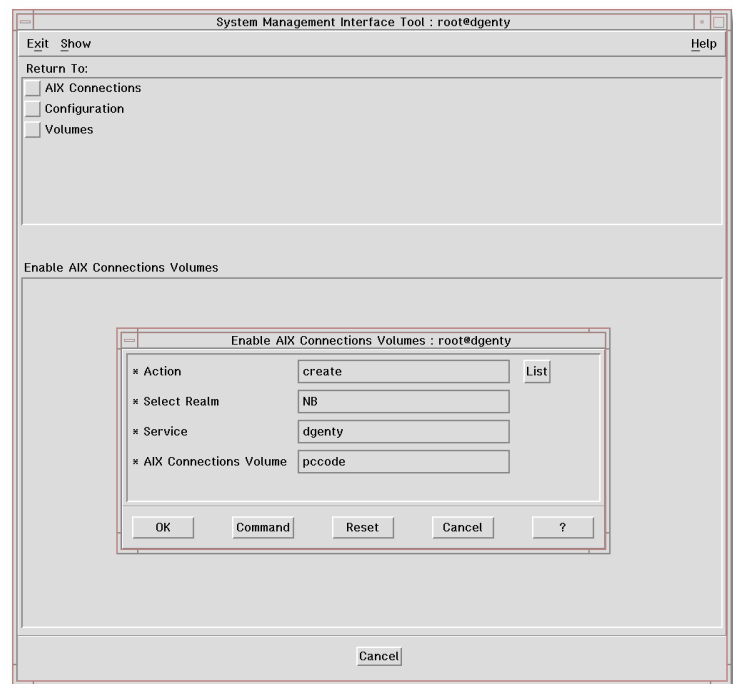 System Management Interface Tool : root@dgenty
Exit Show Help
Return To:
AIX Connections
Configuration
Volumes
Enable AIX Connections Volumes
Enable AIX Connections Volumes : root@dgenty
* Action create List
* Select Realm NB
* Service dgenty
* AIX Connections Volume pccode
OK Command Reset Cancel ?
Cancel